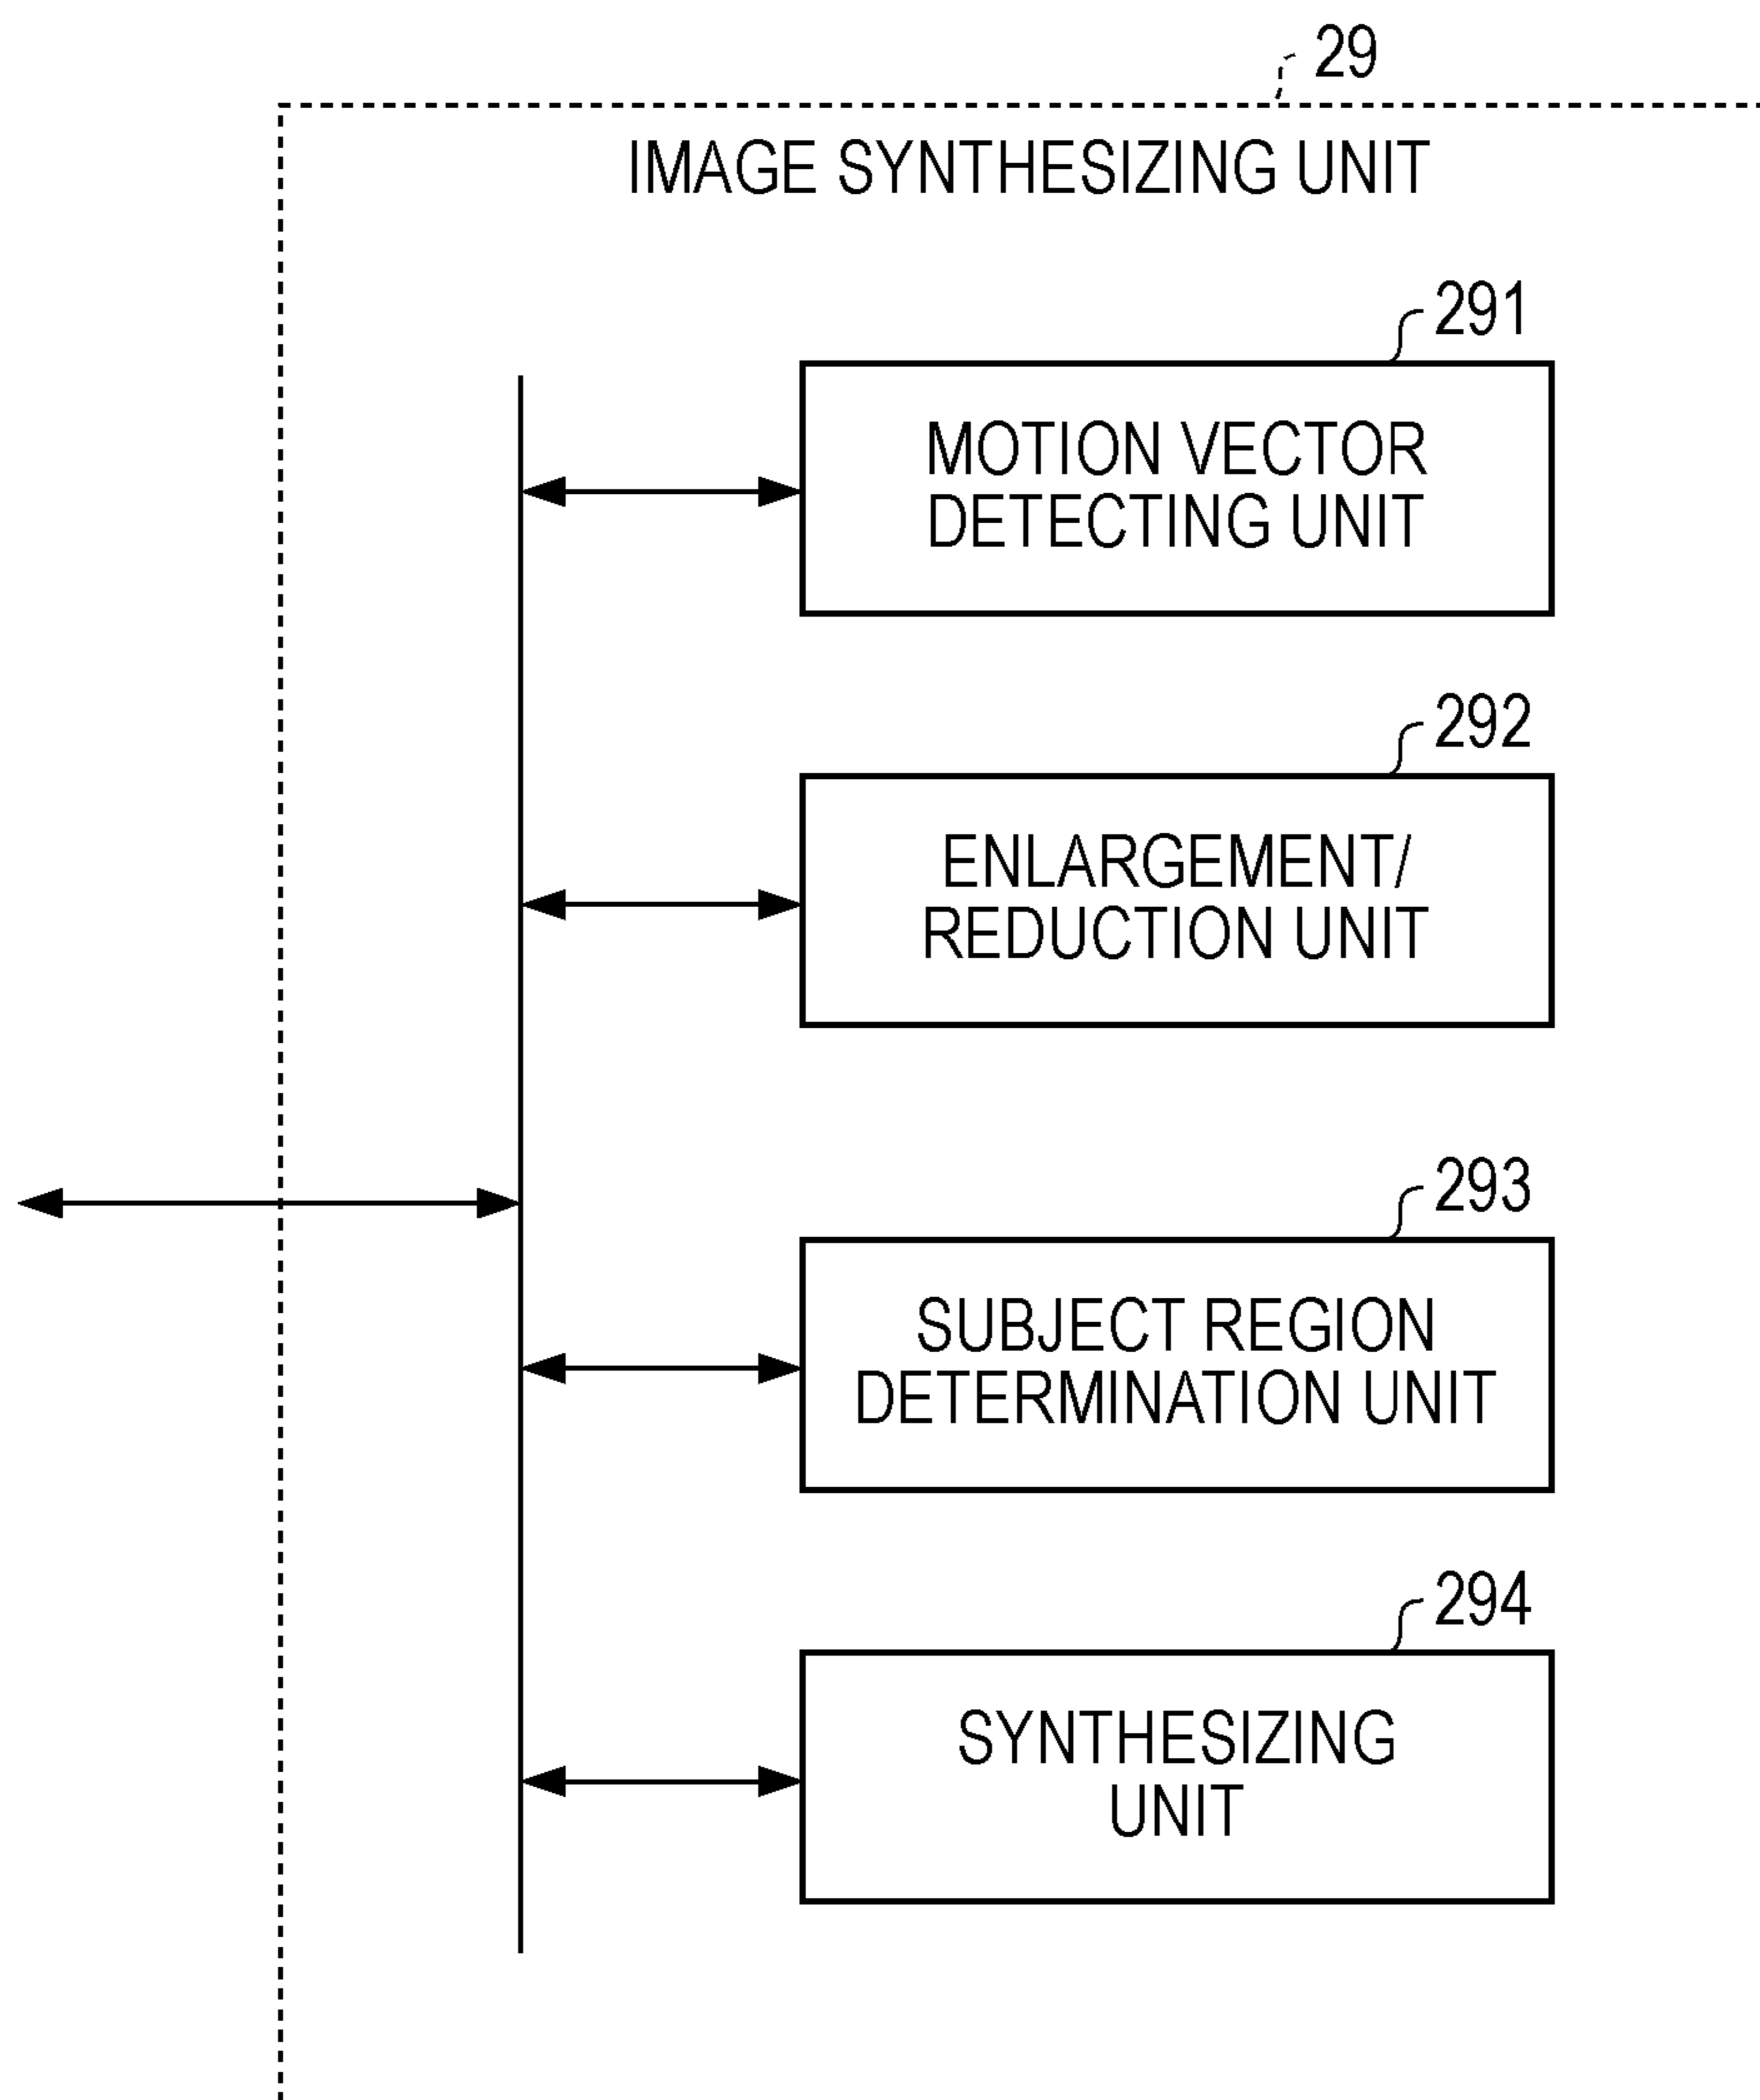 29
IMAGE SYNTHESIZING UNIT
291
MOTION VECTOR
DETECTING UNIT
292
ENLARGEMENT/
REDUCTION UNIT
293
SUBJECT REGION
DETERMINATION UNIT
294
SYNTHESIZING
UNIT